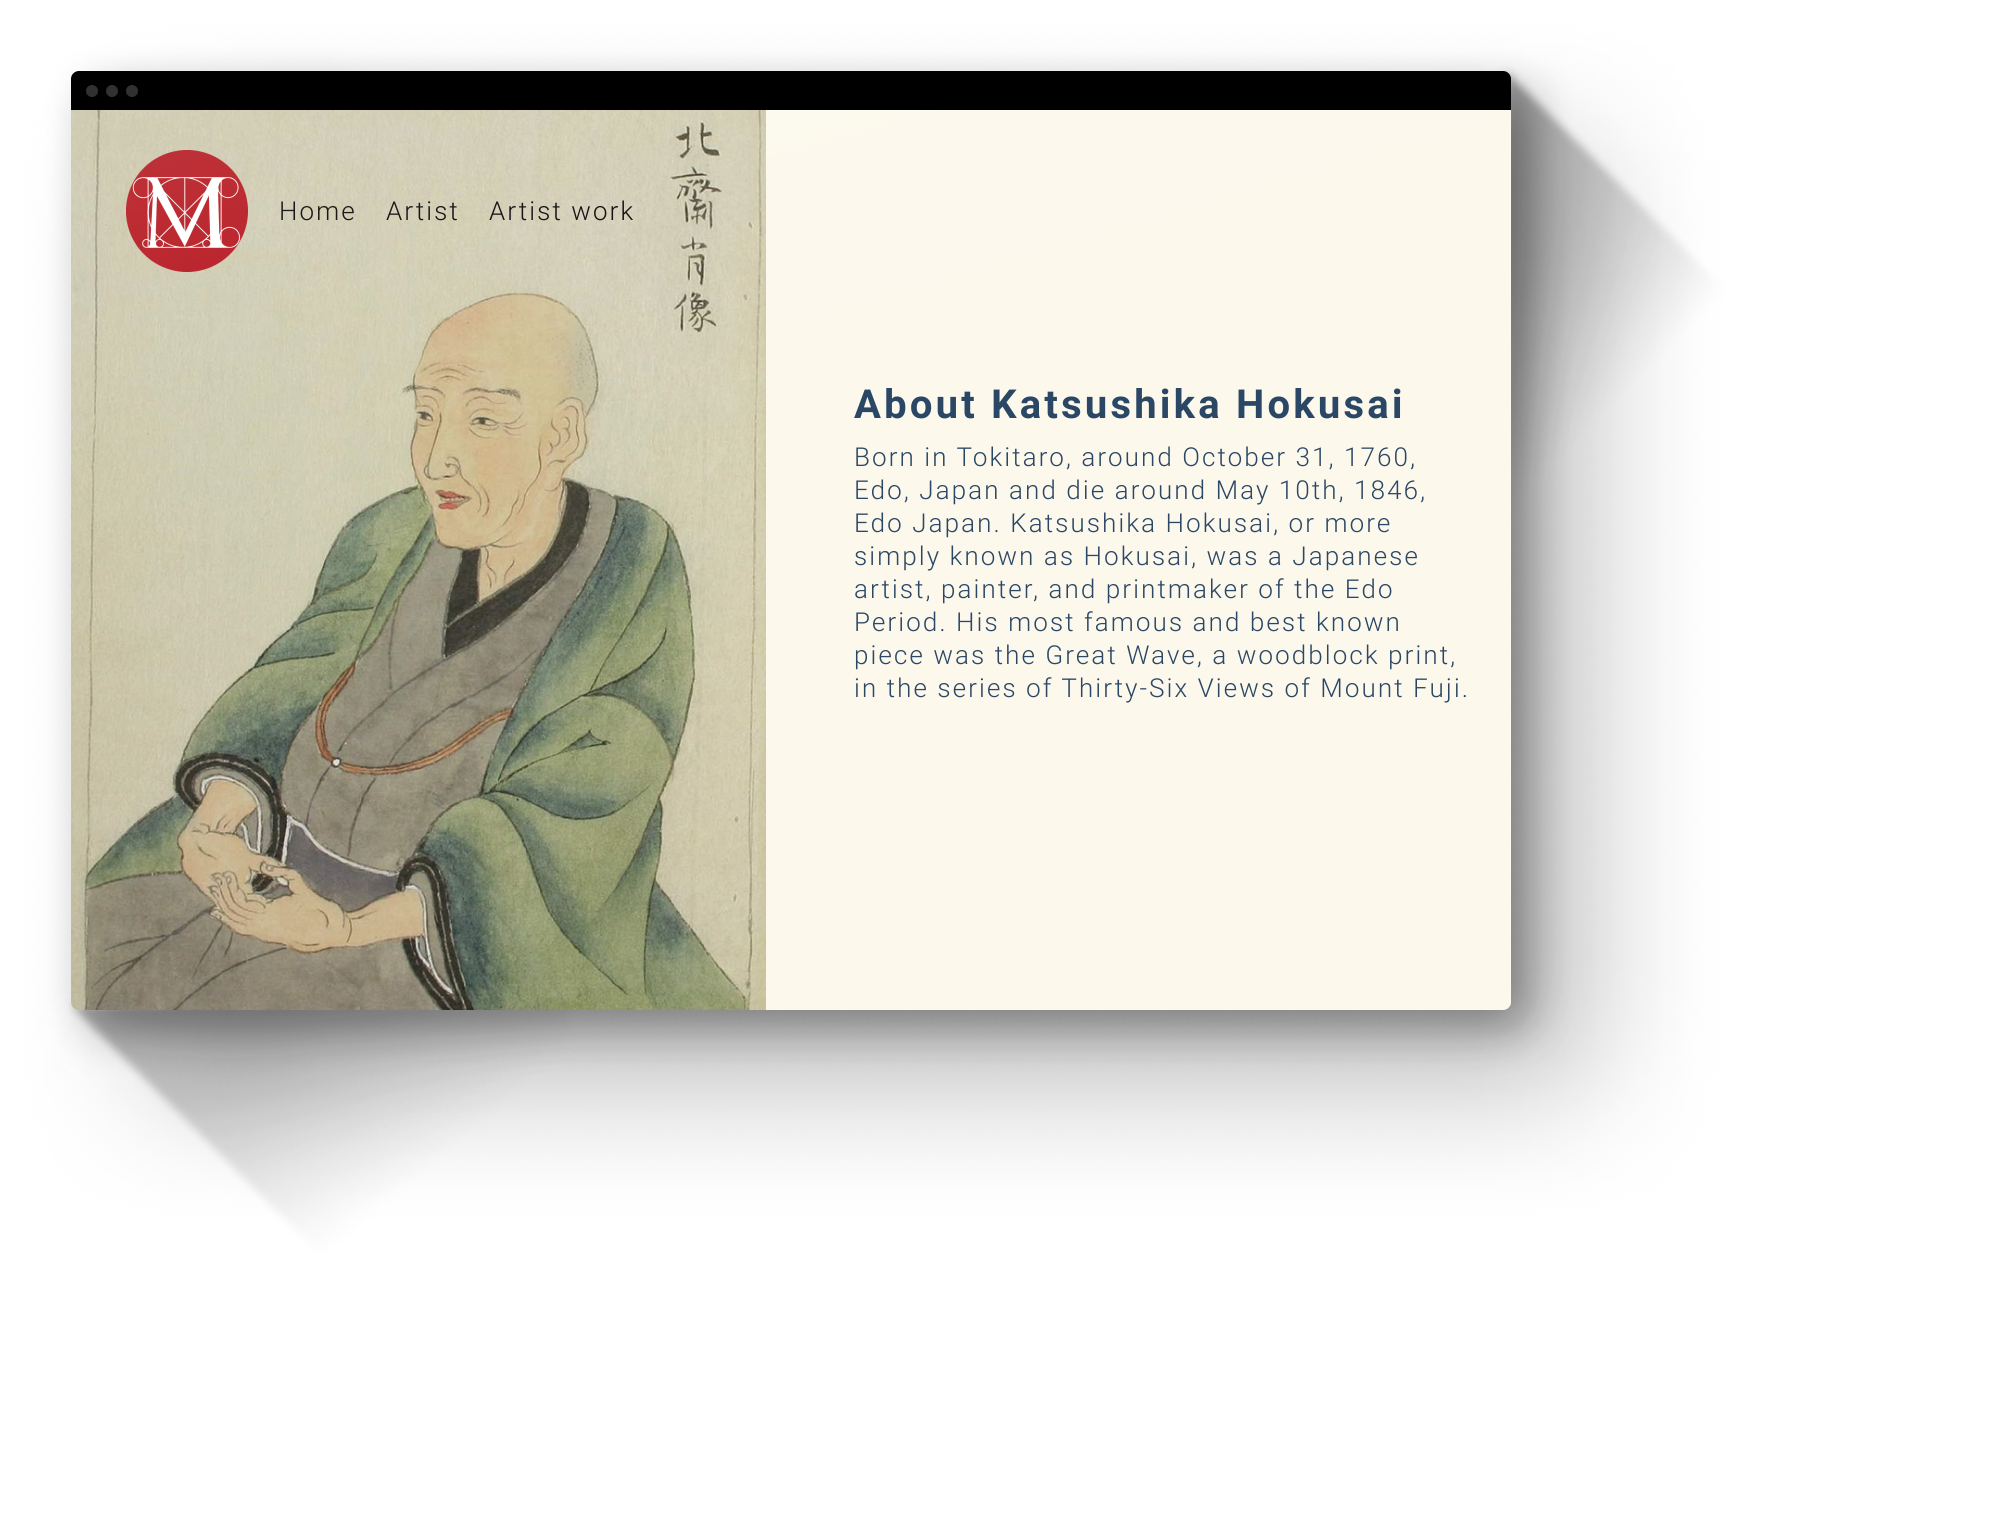 M
Home Artist Artist work
北
齋
肖
像
About Katsushika Hokusai
Born in Tokitaro, around October 31, 1760,
Edo, Japan and die around May 10th, 1846,
Edo Japan. Katsushika Hokusai, or more
simply known as Hokusai, was a Japanese
artist, painter, and printmaker of the Edo
Period. His most famous and best known
piece was the Great Wave, a woodblock print,
in the series of Thirty-Six Views of Mount Fuji.